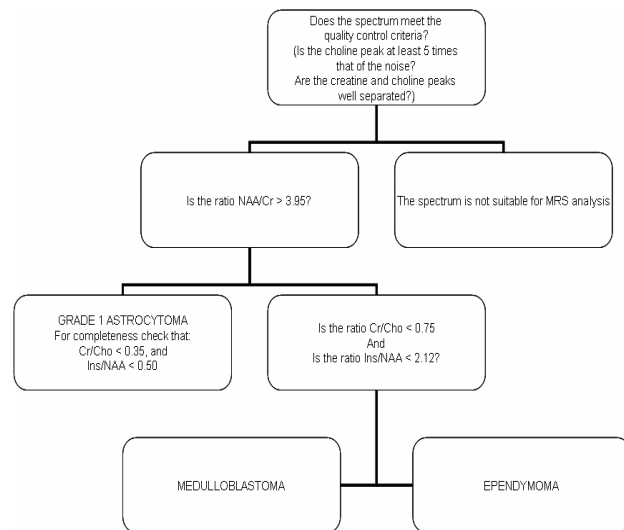 Does the spectrum meet the
quality control criteria?
(Is the choline peak at least 5 times
that of the noise?
Are the creatine and choline peaks
well separated?)
Is the ratio NAA/Cr > 3.95?
The spectrum is not suitable for MRS analysis
GRADE 1 ASTROCYTOMA
For completeness check that:
Cr/Cho < 0.35, and
Ins/NAA < 0.50
Is the ratio Cr/Cho < 0.75
And
Is the ratio Ins/NAA < 2.12?
MEDULLOBLASTOMA
EPENDYMOMA